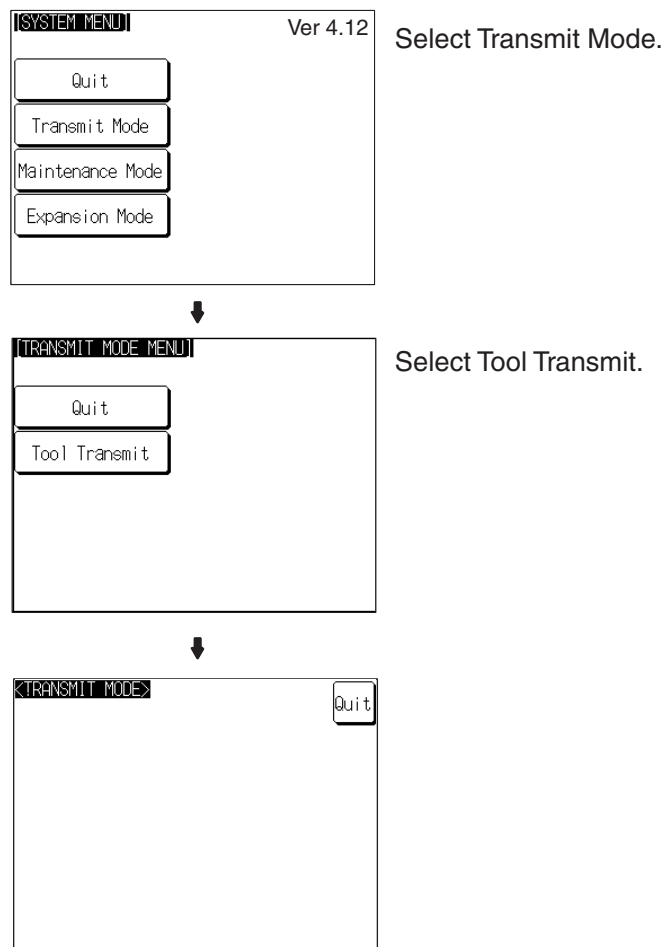 [SYSTEM MENU]
Ver 4.12
Select Transmit Mode.
Quit
Transmit Mode
Maintenance Mode
Expansion Mode
[TRANSMIT MODE MENU]
Select Tool Transmit.
Quit
Tool Transmit
<TRANSMIT MODE>
Quit